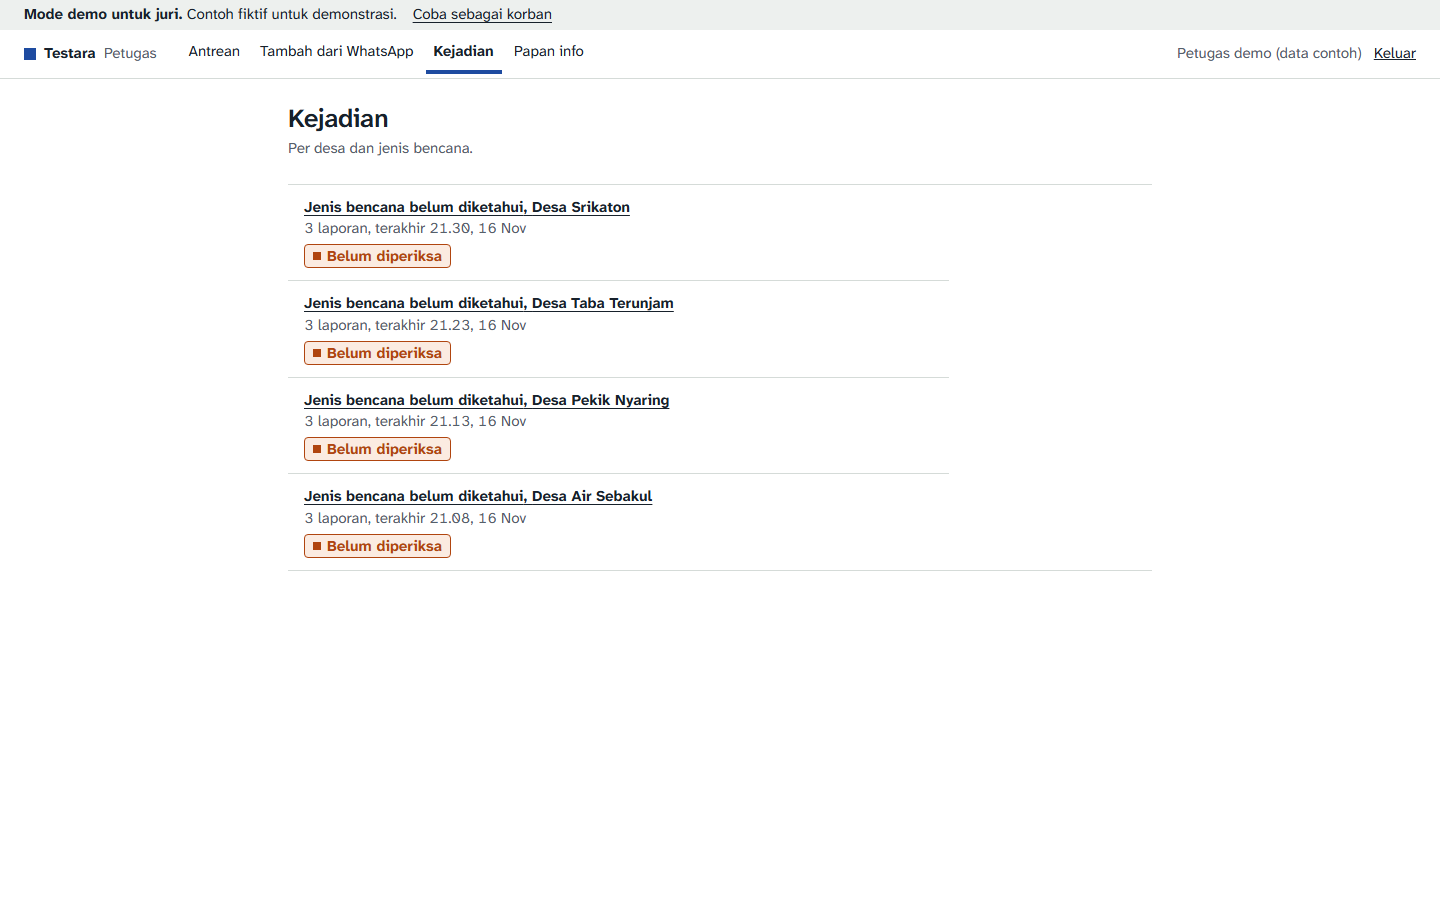 Mode demo untuk juri. Contoh fiktif untuk demonstrasi. Coba sebagai korban
Testara Petugas Antrean Tambah dari WhatsApp Kejadian Papan info Petugas demo (data contoh) Keluar
Kejadian
Per desa dan jenis bencana.
Jenis bencana belum diketahui, Desa Srikaton
3 laporan, terakhir 21.30, 16 Nov
Belum diperiksa
Jenis bencana belum diketahui, Desa Taba Terunjam
3 laporan, terakhir 21.23, 16 Nov
Belum diperiksa
Jenis bencana belum diketahui, Desa Pekik Nyaring
3 laporan, terakhir 21.13, 16 Nov
Belum diperiksa
Jenis bencana belum diketahui, Desa Air Sebakul
3 laporan, terakhir 21.08, 16 Nov
Belum diperiksa